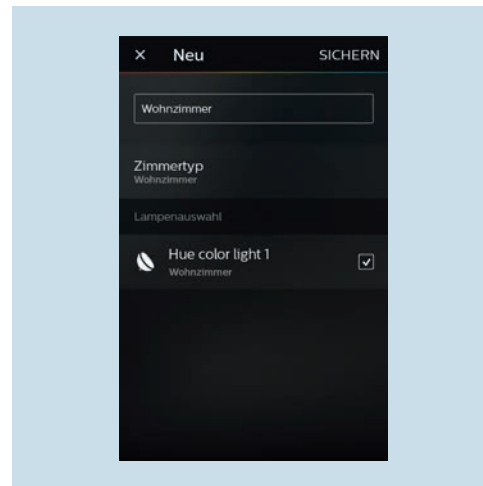 × Neu SICHERN
Wohnzimmer
Zimmertyp
Wohnzimmer
Lampenauswahl
Hue color light 1
Wohnzimmer